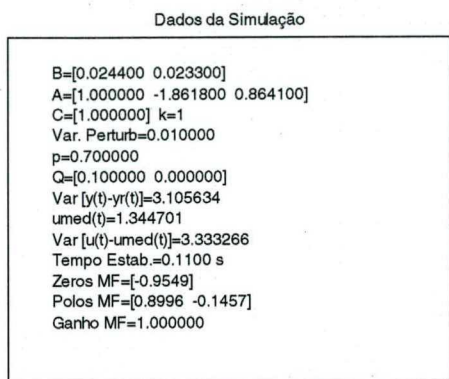 Dados da Simulação
B=[0.024400 0.023300]
A=[1.000000 -1.861800 0.864100]
C=[1.000000] k=1
Var. Perturb=0.010000
p=0.700000
Q=[0.100000 0.000000]
Var [y(t)-yr(t)]=3.105634
umed(t)=1.344701
Var [u(t)-umed(t)]=3.333266
Tempo Estab.=0.1100 s
Zeros MF=[-0.9549]
Polos MF=[0.8996 -0.1457]
Ganho MF=1.000000